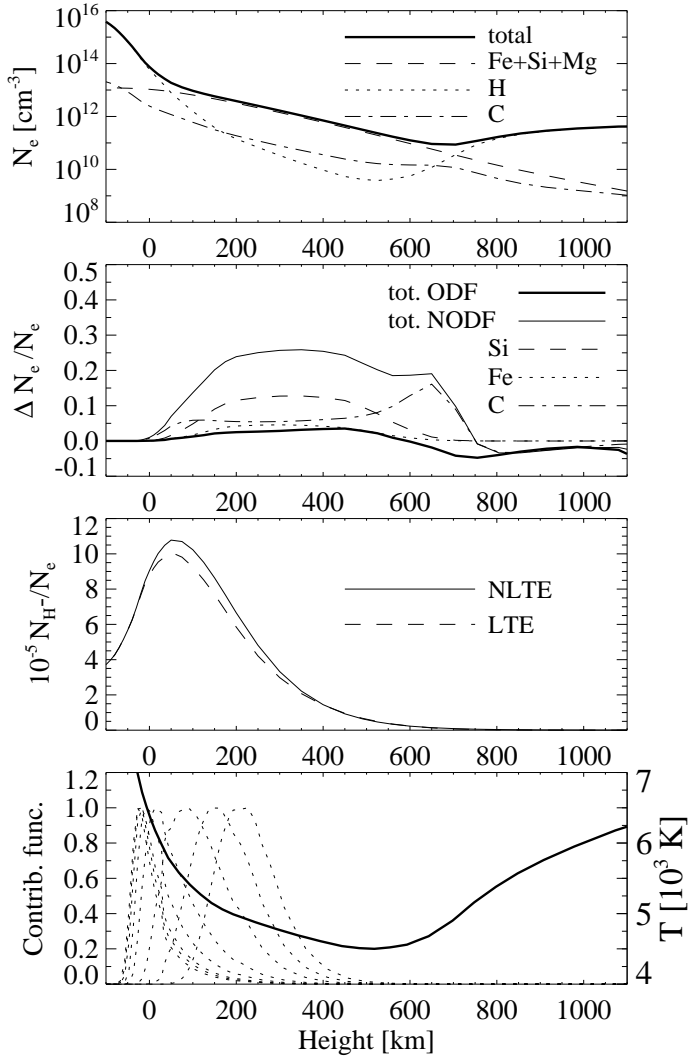 10^16
10^14
10^12
10^10
10^8
N_e [cm^-3]
total
Fe+Si+Mg
H
C
0 200 400 600 800 1000
0.5
0.4
0.3
0.2
0.1
0.0
-0.1
Δ N_e /N_e
tot. ODF
tot. NODF
Si
Fe
C
0 200 400 600 800 1000
12
10
8
6
4
2
0
10^-5 N_H^-/N_e
NLTE
LTE
0 200 400 600 800 1000
1.2
1.0
0.8
0.6
0.4
0.2
0.0
Contrib. func.
7
6
5
4
T [10^3 K]
0 200 400 600 800 1000
Height [km]